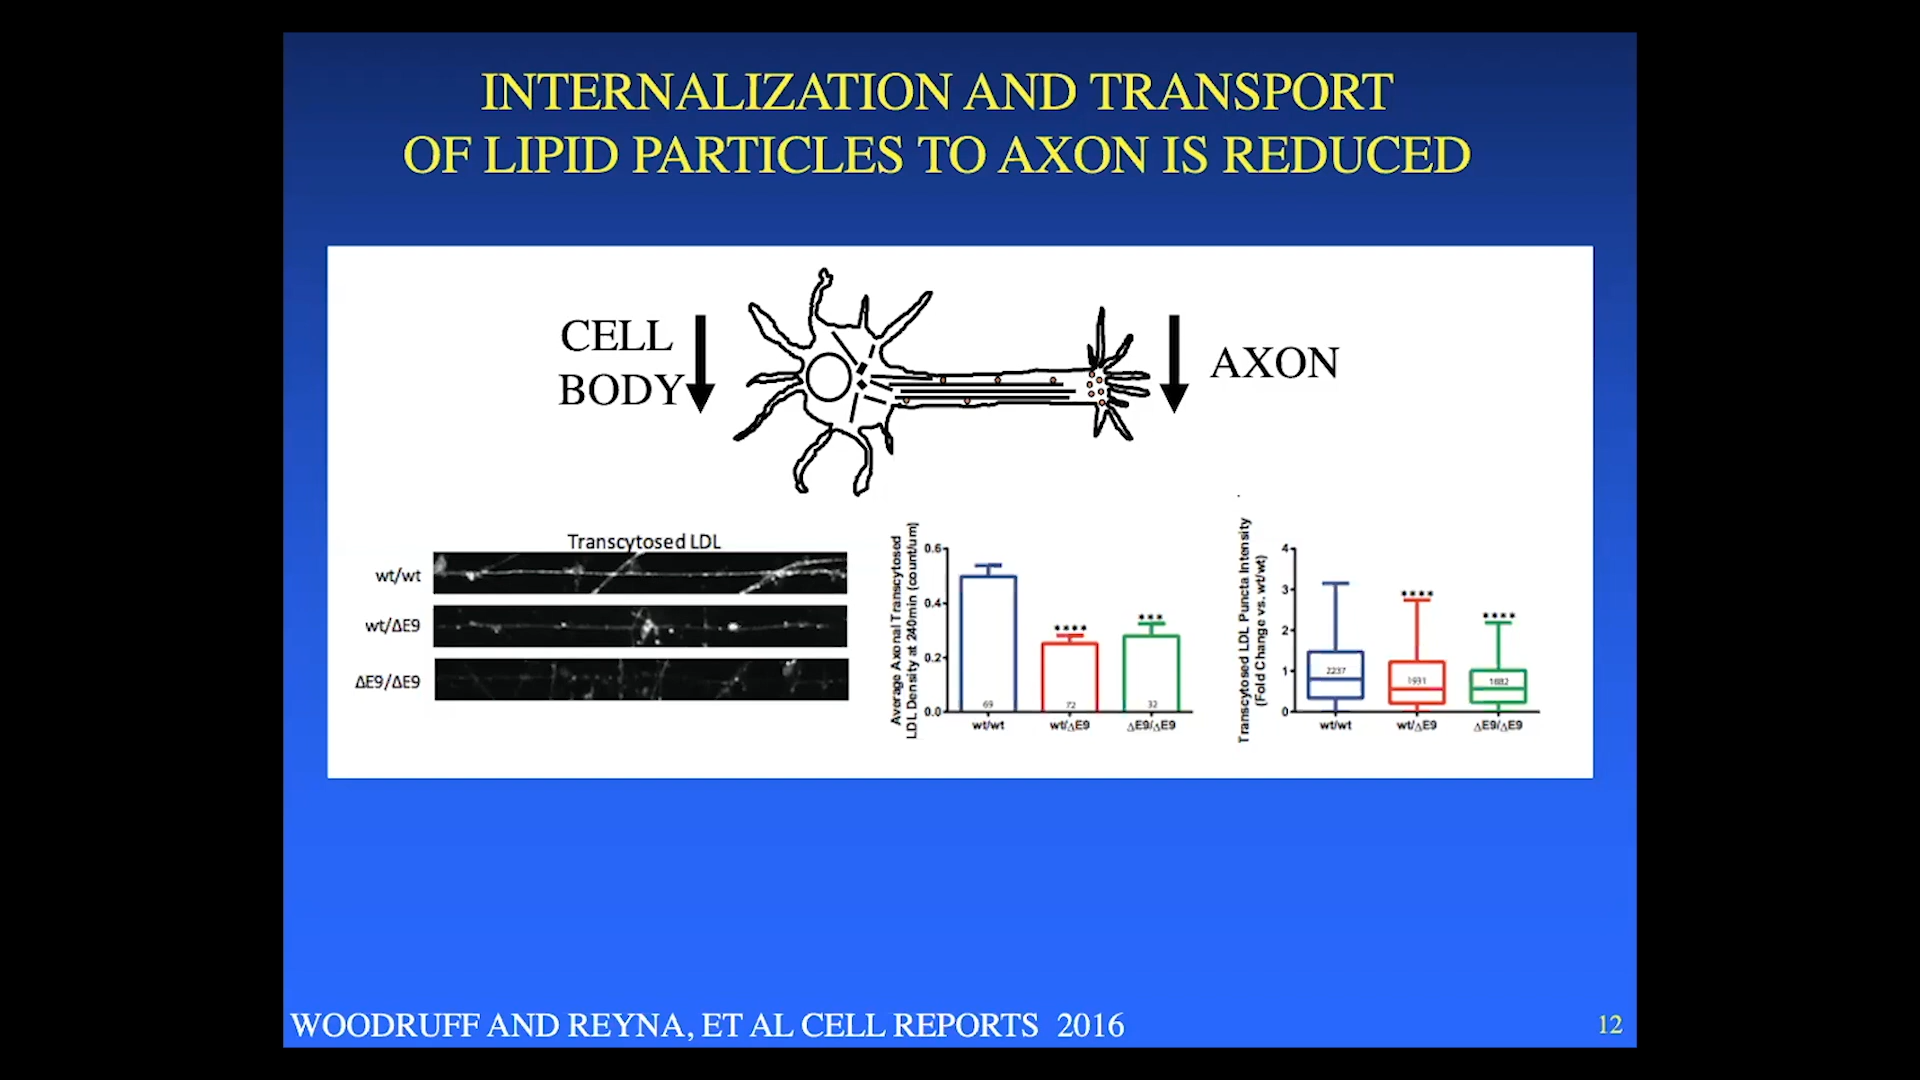 INTERNALIZATION AND TRANSPORT
OF LIPID PARTICLES TO AXON IS REDUCED
CELL
BODY
AXON
Transcytosed LDL
wt/wt
wt/ΔE9
ΔE9/ΔE9
Average Axonal Transcytosed
LDL Density at 240min (count/um)
0.6
0.4
0.2
0.0
****
***
69
72
32
wt/wt
wt/ΔE9
ΔE9/ΔE9
Transcytosed LDL Puncta Intensity
(Fold Change vs. wt/wt)
4
3
2
1
0
****
****
2237
1931
1882
wt/wt
wt/ΔE9
ΔE9/ΔE9
WOODRUFF AND REYNA, ET AL CELL REPORTS 2016
12